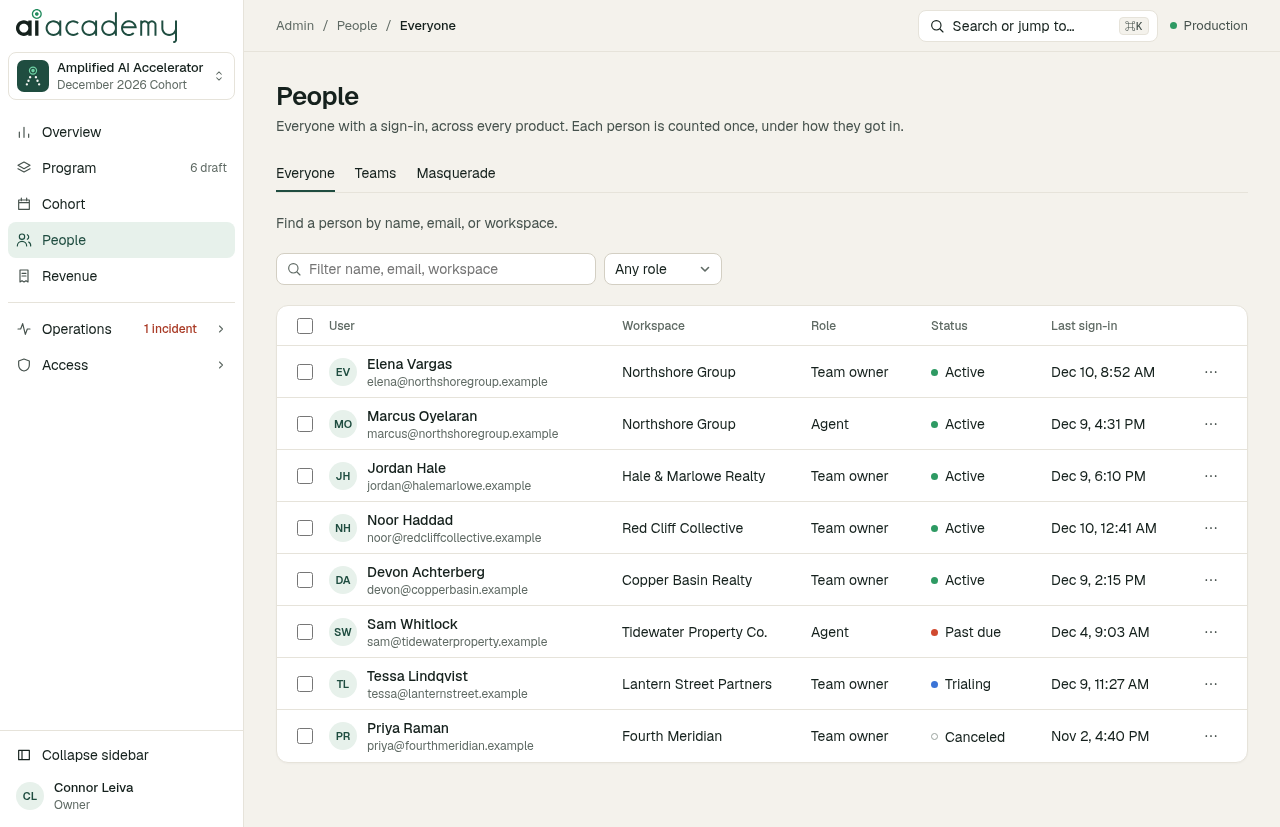 ai academy
Amplified AI Accelerator
December 2026 Cohort
Overview
Program 6 draft
Cohort
People
Revenue
Operations 1 incident
Access
Collapse sidebar
CL Connor Leiva
Owner
Admin / People / Everyone
Search or jump to... ⌘K
Production
People
Everyone with a sign-in, across every product. Each person is counted once, under how they got in.
Everyone Teams Masquerade
Find a person by name, email, or workspace.
Filter name, email, workspace Any role
User Workspace Role Status Last sign-in
EV Elena Vargas Northshore Group Team owner Active Dec 10, 8:52 AM
elena@northshoregroup.example
MO Marcus Oyelaran Northshore Group Agent Active Dec 9, 4:31 PM
marcus@northshoregroup.example
JH Jordan Hale Hale & Marlowe Realty Team owner Active Dec 9, 6:10 PM
jordan@halemarlowe.example
NH Noor Haddad Red Cliff Collective Team owner Active Dec 10, 12:41 AM
noor@redcliffcollective.example
DA Devon Achterberg Copper Basin Realty Team owner Active Dec 9, 2:15 PM
devon@copperbasin.example
SW Sam Whitlock Tidewater Property Co. Agent Past due Dec 4, 9:03 AM
sam@tidewaterproperty.example
TL Tessa Lindqvist Lantern Street Partners Team owner Trialing Dec 9, 11:27 AM
tessa@lanternstreet.example
PR Priya Raman Fourth Meridian Team owner Canceled Nov 2, 4:40 PM
priya@fourthmeridian.example